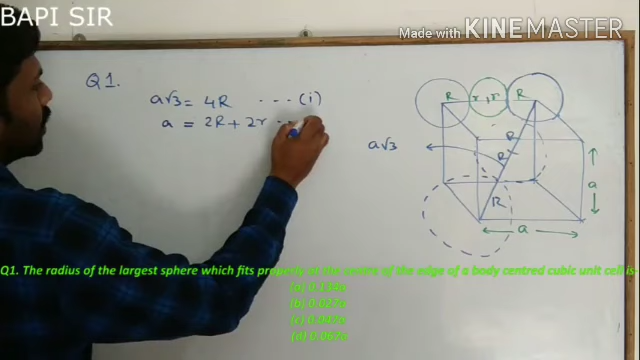 BAPI SIR
Made with KINEMASTER
Q1.
a√3 = 4R ---(i)
a = 2R + 2r --
R r, r R
R
a√3
R
R
a
a
Q1. The radius of the largest sphere which fits properly at the centre of the edge of a body centred cubic unit cell is
(a) 0.134a
(b) 0.027a
(c) 0.047a
(d) 0.067a